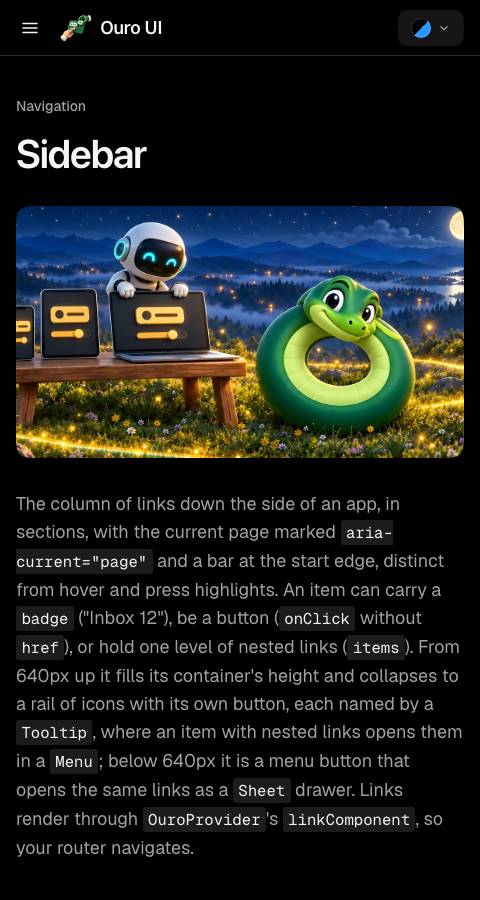 Ouro UI
Navigation
Sidebar
The column of links down the side of an app, in
sections, with the current page marked aria-
current="page" and a bar at the start edge, distinct
from hover and press highlights. An item can carry a
badge ("Inbox 12"), be a button (onClick without
href), or hold one level of nested links (items). From
640px up it fills its container's height and collapses to
a rail of icons with its own button, each named by a
Tooltip, where an item with nested links opens them
in a Menu; below 640px it is a menu button that
opens the same links as a Sheet drawer. Links
render through OuroProvider's linkComponent, so
your router navigates.